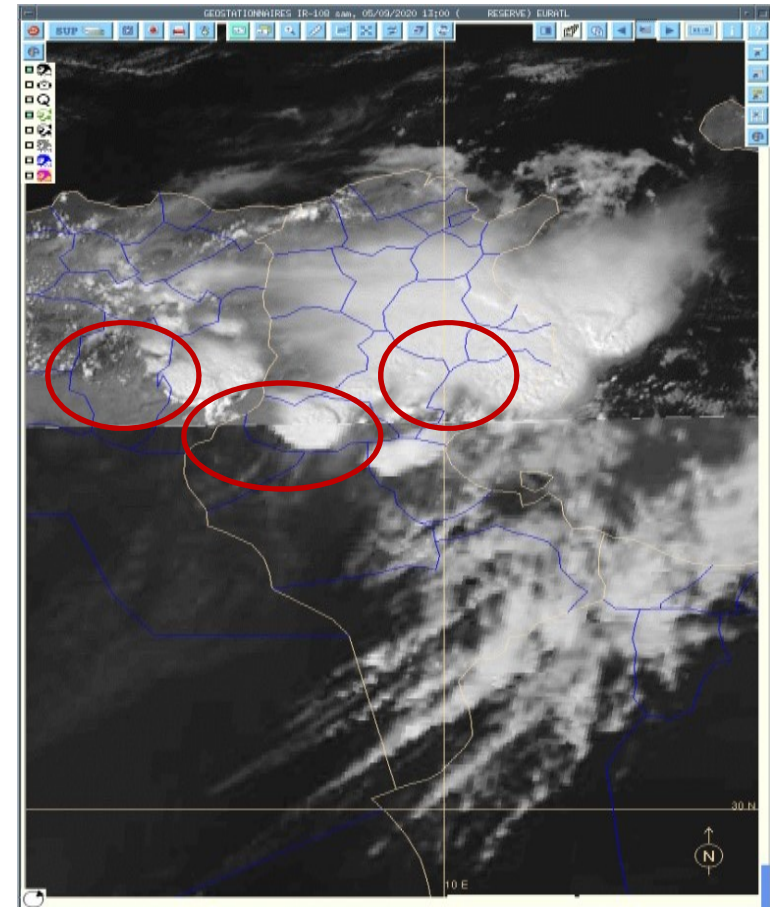 GEOSTATIONNAIRES IR-108 sam. 05/09/2020 13:00 ( RESERVE) EURATL
SUP
30 N
N
10 E